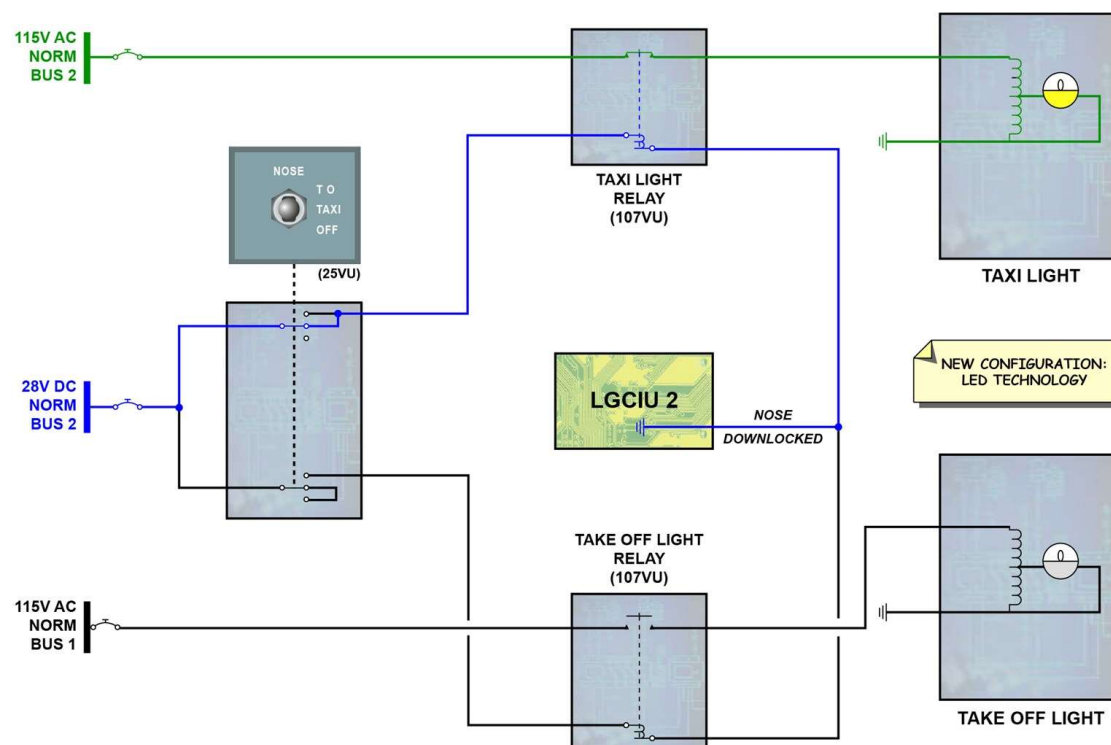 115V AC
NORM
BUS 2
TAXI LIGHT
RELAY
(107VU)
TAXI LIGHT
NOSE
T O
TAXI
OFF
(25VU)
28V DC
NORM
BUS 2
LGCIU 2
NOSE
DOWNLOCKED
NEW CONFIGURATION:
LED TECHNOLOGY
115V AC
NORM
BUS 1
TAKE OFF LIGHT
RELAY
(107VU)
TAKE OFF LIGHT